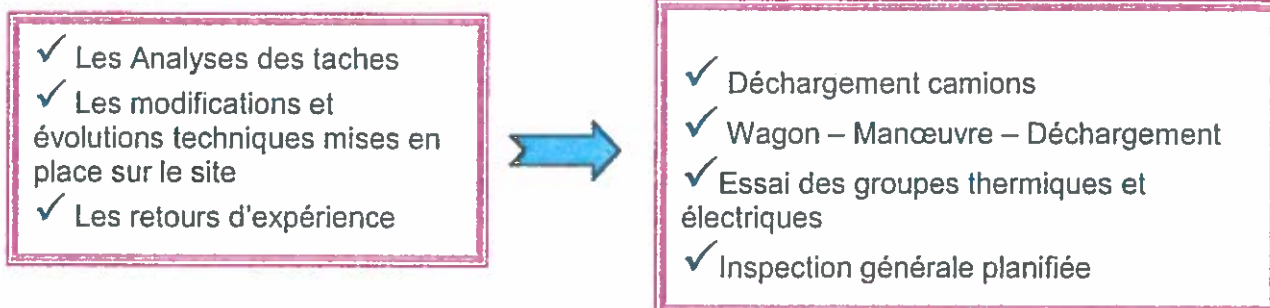 ✓ Les Analyses des taches
✓ Les modifications et
évolutions techniques mises en
place sur le site
✓ Les retours d'expérience
✓ Déchargement camions
✓ Wagon – Manœuvre – Déchargement
✓ Essai des groupes thermiques et
électriques
✓ Inspection générale planifiée